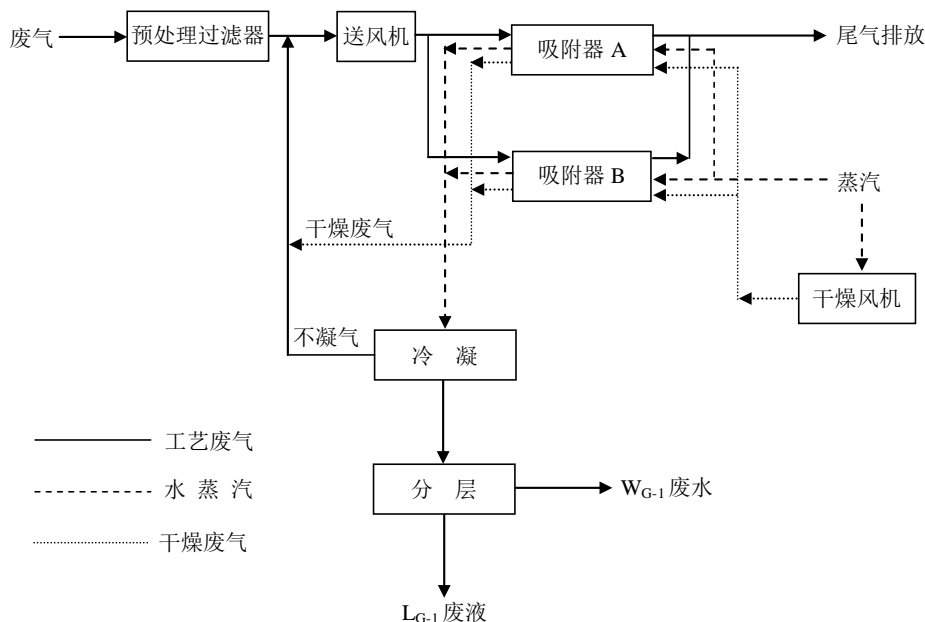 废气
预处理过滤器
送风机
吸附器 A
尾气排放
吸附器 B
蒸汽
干燥废气
干燥风机
不凝气
冷 凝
工艺废气
分 层
W_{G-1} 废水
水 蒸 汽
干燥废气
L_{G-1} 废液